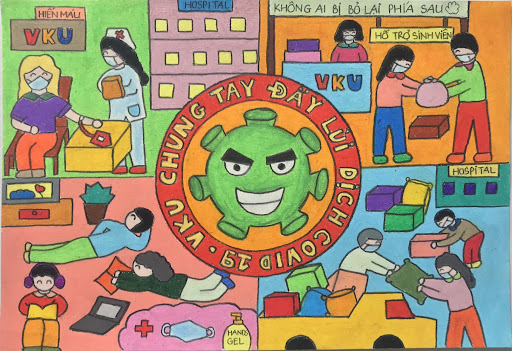 HIẾN MÁU
VKU
HOSPITAL
KHÔNG AI BỊ BỎ LẠI PHÍA SAU
HỖ TRỢ SINH VIÊN
VKU
VKU CHUNG TAY ĐẨY LÙI DỊCH COVID 19
HOSPITAL
HAND
GEL